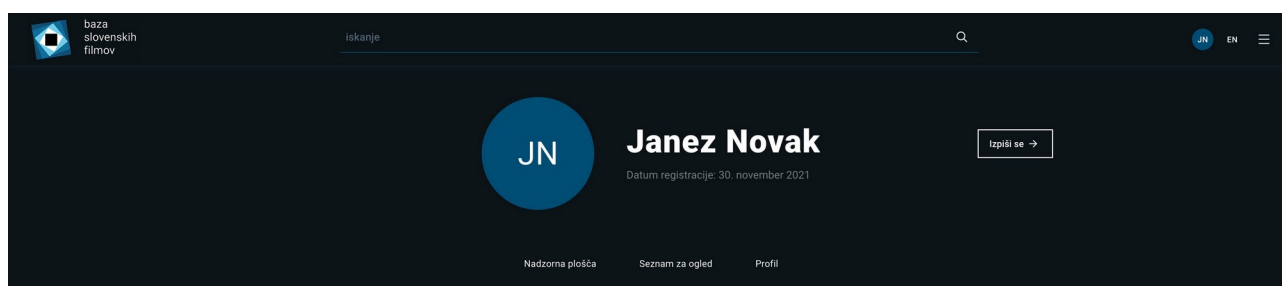 baza
slovenskih
filmov
iskanje
JN
EN
JN
Janez Novak
Datum registracije: 30. november 2021
Izpiši se →
Nadzorna plošča
Seznam za ogled
Profil